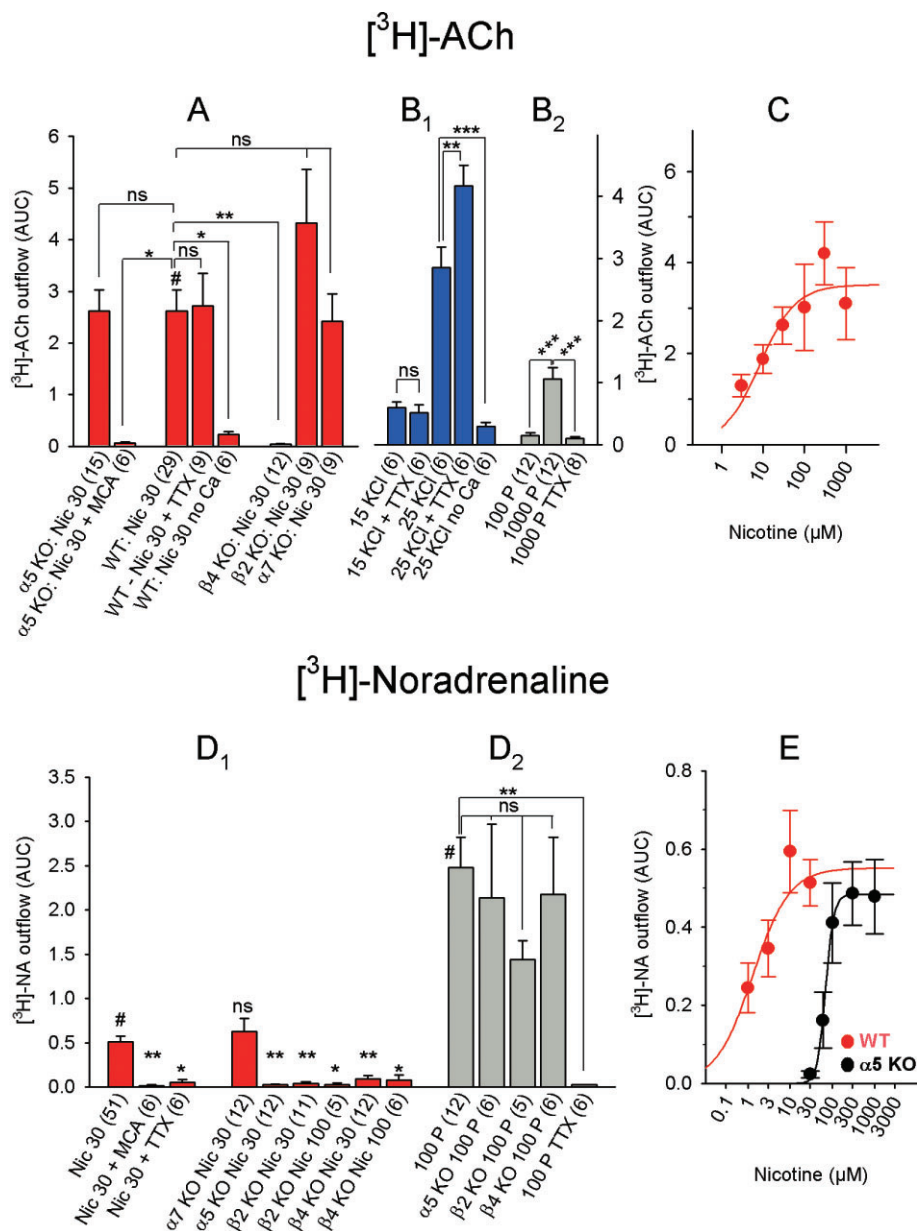 [³H]-ACh
A
B₁
B₂
C
[³H]-ACh outflow (AUC)
6
5
4
3
2
1
0
ns
*
#
ns
*
**
ns
α5 KO: Nic 30 (15)
α5 KO: Nic 30 + MCA (6)
WT: Nic 30 (29)
WT - Nic 30 + TTX (9)
WT: Nic 30 no Ca (6)
β4 KO: Nic 30 (12)
β2 KO: Nic 30 (9)
α7 KO: Nic 30 (9)
ns
***
**
15 KCl (6)
15 KCl + TTX (6)
25 KCl (6)
25 KCl + TTX (6)
25 KCl no Ca (6)
***
***
4
3
2
1
0
100 P (12)
1000 P (12)
1000 P TTX (8)
[³H]-ACh outflow (AUC)
6
4
2
0
1
10
100
1000
Nicotine (µM)
[³H]-Noradrenaline
D₁
D₂
E
[³H]-NA outflow (AUC)
3.5
3.0
2.5
2.0
1.5
1.0
0.5
0.0
#
**
*
ns
**
**
*
**
*
Nic 30 (51)
Nic 30 + MCA (6)
Nic 30 + TTX (6)
α7 KO Nic 30 (12)
α5 KO Nic 30 (12)
β2 KO Nic 30 (11)
β2 KO Nic 100 (5)
β4 KO Nic 30 (12)
β4 KO Nic 100 (6)
**
ns
#
100 P (12)
α5 KO 100 P (6)
β2 KO 100 P (5)
β4 KO 100 P (6)
100 P TTX (6)
[³H]-NA outflow (AUC)
0.8
0.6
0.4
0.2
0.0
WT
α5 KO
0.1
1
3
10
30
100
300
1000
3000
Nicotine (µM)